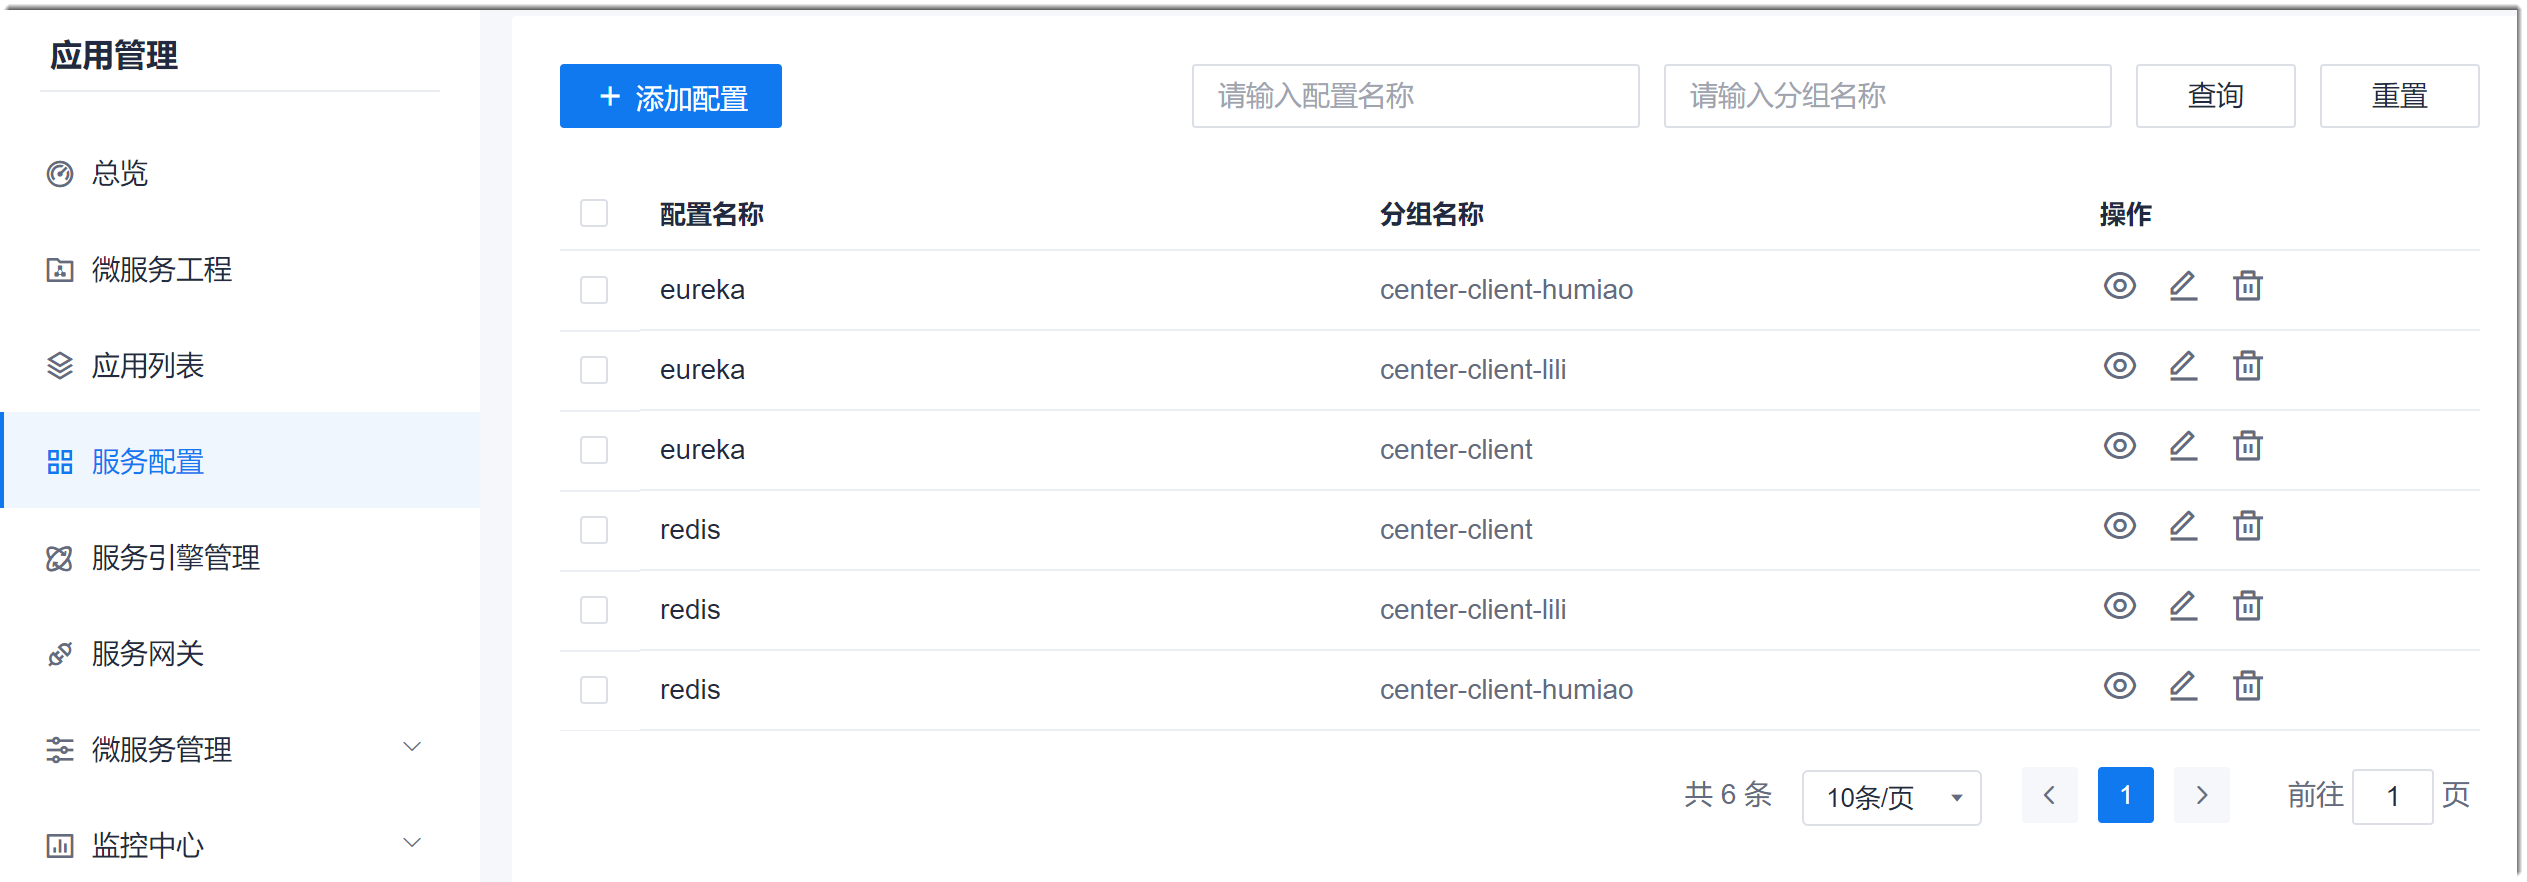 应用管理
总览
微服务工程
应用列表
服务配置
服务引擎管理
服务网关
微服务管理
监控中心
+ 添加配置
请输入配置名称
请输入分组名称
查询
重置
配置名称 分组名称 操作
eureka center-client-humiao
eureka center-client-lili
eureka center-client
redis center-client
redis center-client-lili
redis center-client-humiao
共 6 条 10条/页 1 前往 1 页